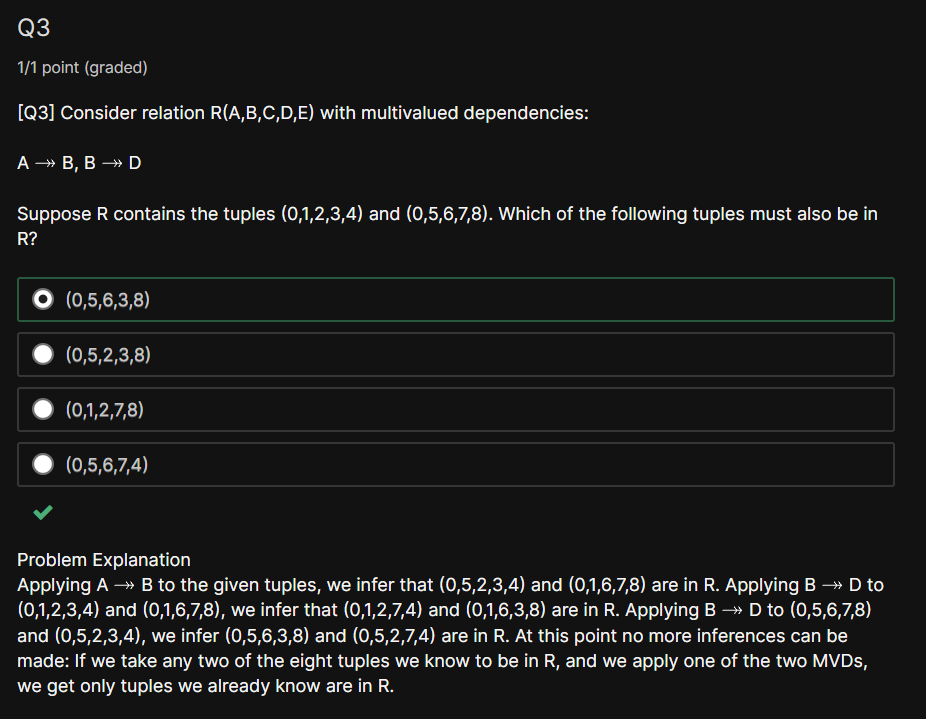 Q3
1/1 point (graded)
[Q3] Consider relation R(A,B,C,D,E) with multivalued dependencies:
A ↠ B, B ↠ D
Suppose R contains the tuples (0,1,2,3,4) and (0,5,6,7,8). Which of the following tuples must also be in
R?
(0,5,6,3,8)
(0,5,2,3,8)
(0,1,2,7,8)
(0,5,6,7,4)
Problem Explanation
Applying A ↠ B to the given tuples, we infer that (0,5,2,3,4) and (0,1,6,7,8) are in R. Applying B ↠ D to
(0,1,2,3,4) and (0,1,6,7,8), we infer that (0,1,2,7,4) and (0,1,6,3,8) are in R. Applying B ↠ D to (0,5,6,7,8)
and (0,5,2,3,4), we infer (0,5,6,3,8) and (0,5,2,7,4) are in R. At this point no more inferences can be
made: If we take any two of the eight tuples we know to be in R, and we apply one of the two MVDs,
we get only tuples we already know are in R.